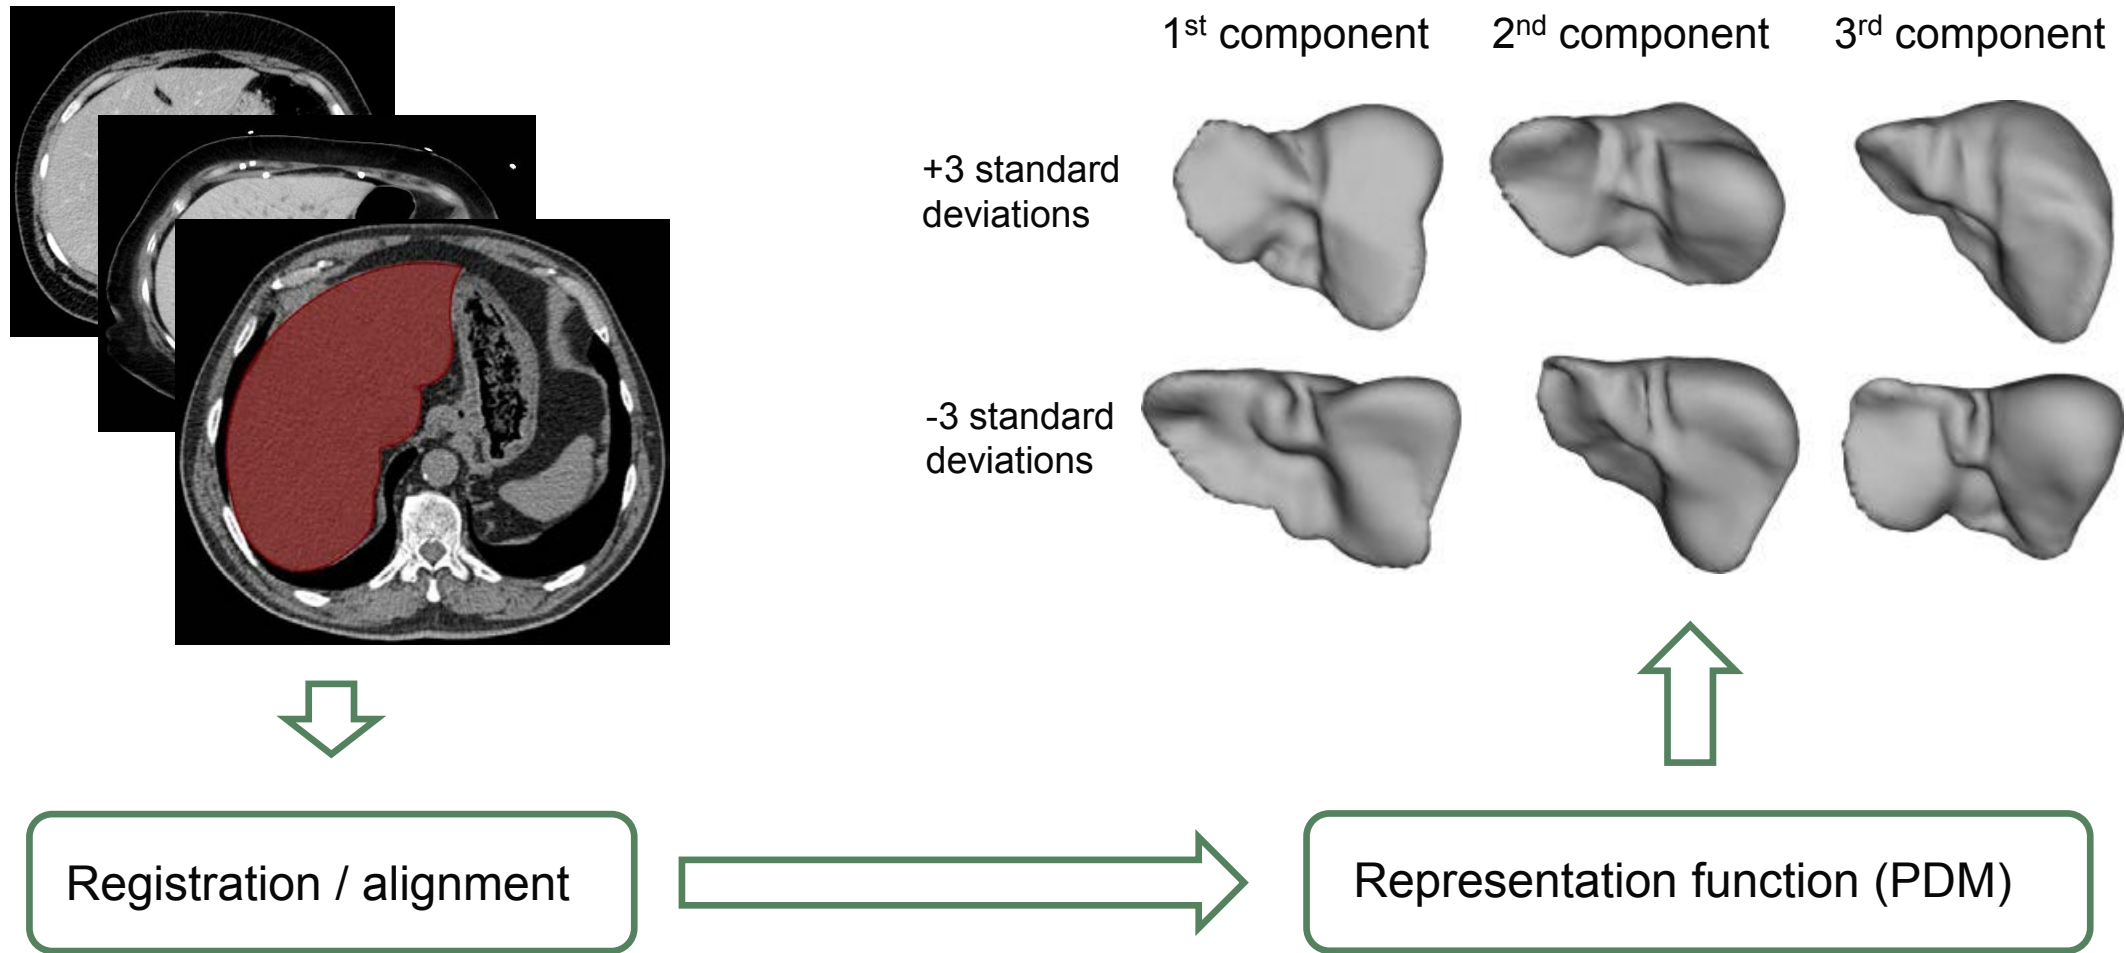 1st component 2nd component 3rd component
+3 standard
deviations
-3 standard
deviations
Registration / alignment
Representation function (PDM)